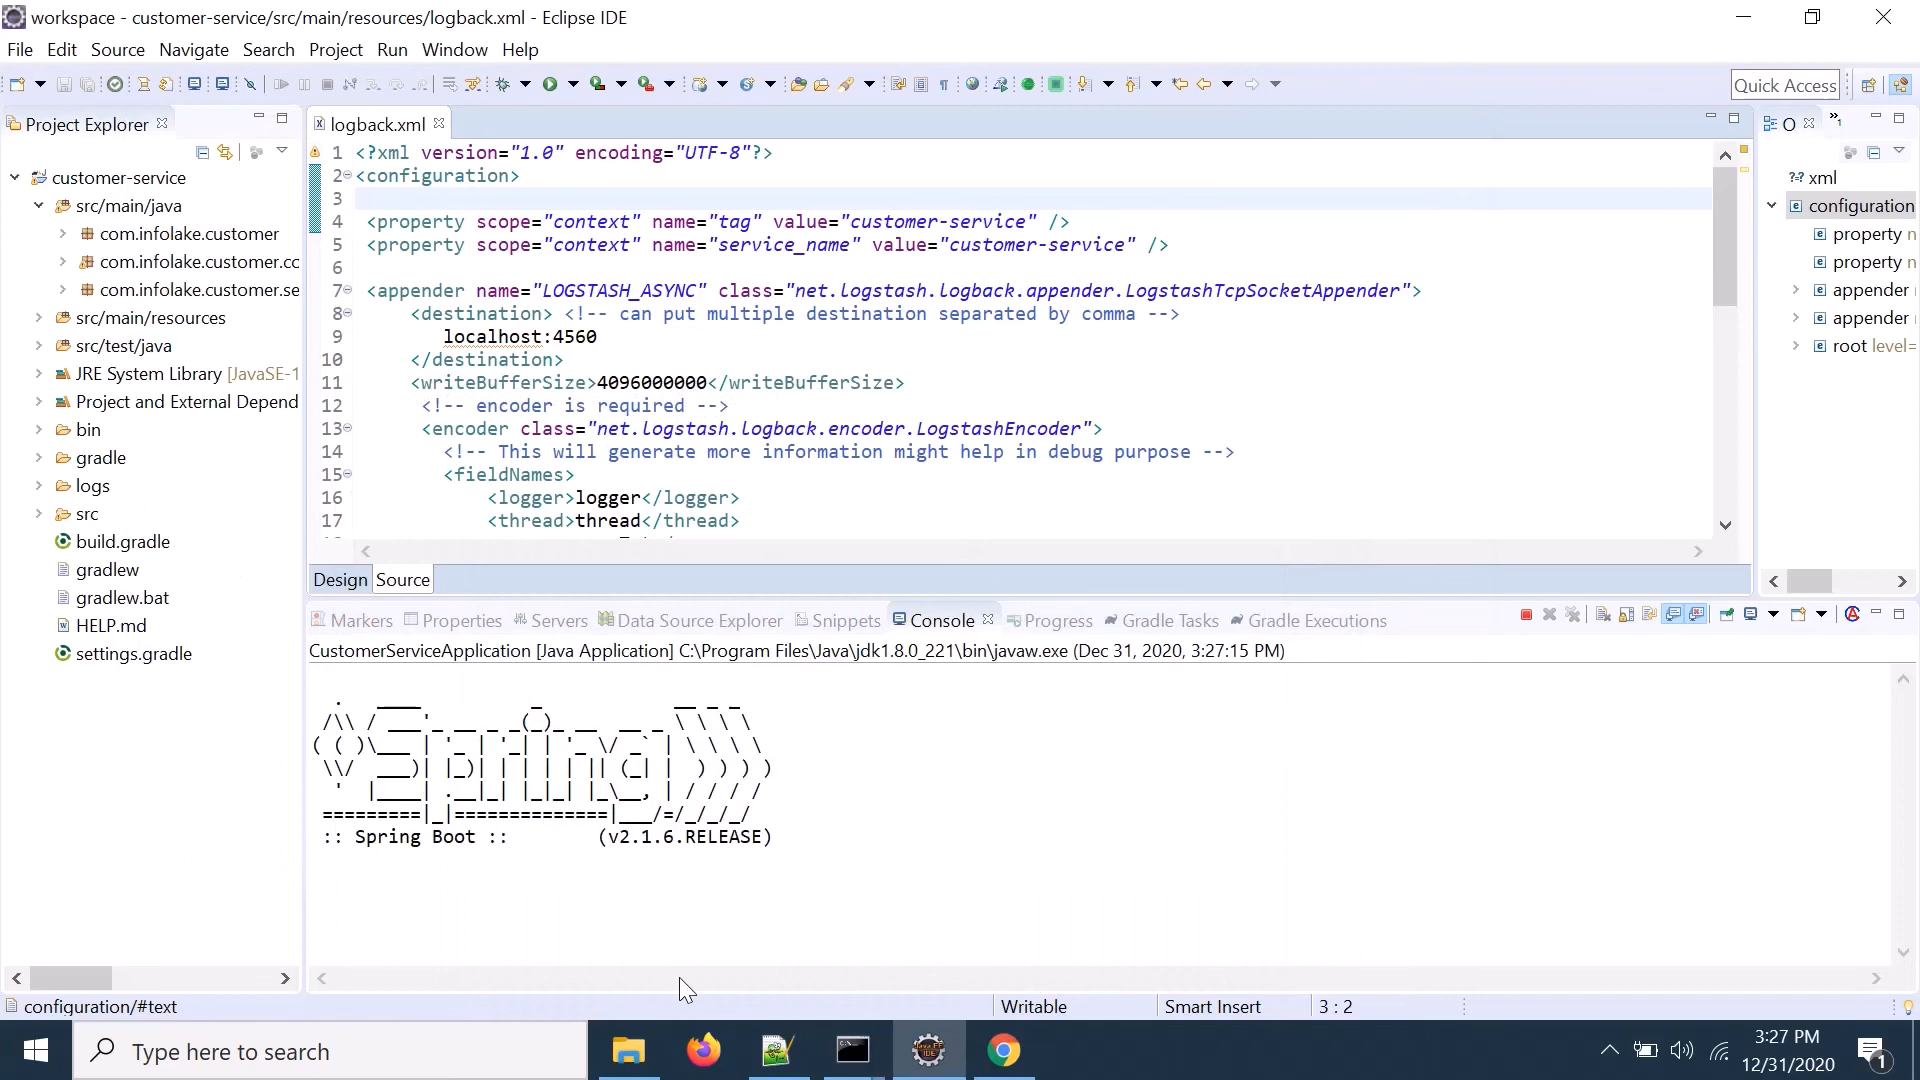 workspace - customer-service/src/main/resources/logback.xml - Eclipse IDE
File Edit Source Navigate Search Project Run Window Help
Quick Access
Project Explorer
customer-service
src/main/java
com.infolake.customer
com.infolake.customer.cc
com.infolake.customer.se
src/main/resources
src/test/java
JRE System Library [JavaSE-1
Project and External Depend
bin
gradle
logs
src
build.gradle
gradlew
gradlew.bat
HELP.md
settings.gradle
logback.xml
1 <?xml version="1.0" encoding="UTF-8"?>
2 <configuration>
3
4 <property scope="context" name="tag" value="customer-service" />
5 <property scope="context" name="service_name" value="customer-service" />
6
7 <appender name="LOGSTASH_ASYNC" class="net.logstash.logback.appender.LogstashTcpSocketAppender">
8 <destination> <!-- can put multiple destination separated by comma -->
9 localhost:4560
10 </destination>
11 <writeBufferSize>4096000000</writeBufferSize>
12 <!-- encoder is required -->
13 <encoder class="net.logstash.logback.encoder.LogstashEncoder">
14 <!-- This will generate more information might help in debug purpose -->
15 <fieldNames>
16 <logger>logger</logger>
17 <thread>thread</thread>
Design Source
O
xml
configuration
property n
property n
appender
appender
root level=
Markers Properties Servers Data Source Explorer Snippets Console Progress Gradle Tasks Gradle Executions
CustomerServiceApplication [Java Application] C:\Program Files\Java\jdk1.8.0_221\bin\javaw.exe (Dec 31, 2020, 3:27:15 PM)
Spring
:: Spring Boot :: (v2.1.6.RELEASE)
configuration/#text Writable Smart Insert 3 : 2
Type here to search
3:27 PM
12/31/2020
1